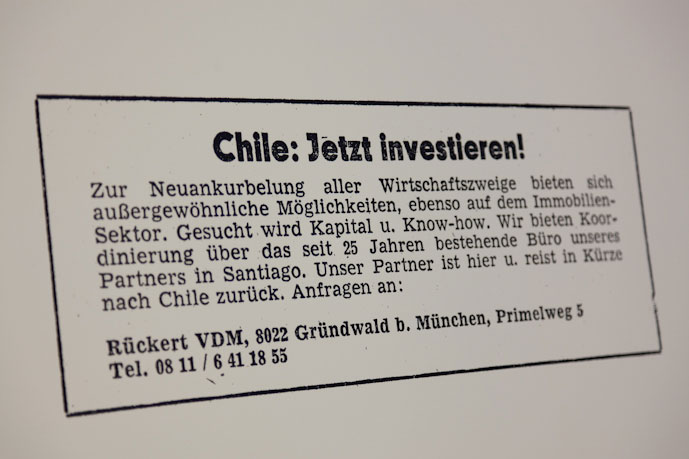 Chile: Jetzt investieren!
Zur Neuankurbelung aller Wirtschaftszweige bieten sich
außergewöhnliche Möglichkeiten, ebenso auf dem Immobilien-
Sektor. Gesucht wird Kapital u. Know-how. Wir bieten Koor-
dinierung über das seit 25 Jahren bestehende Büro unseres
Partners in Santiago. Unser Partner ist hier u. reist in Kürze
nach Chile zurück. Anfragen an:
Rückert VDM, 8022 Gründwald b. München, Primelweg 5
Tel. 08 11 / 6 41 18 55